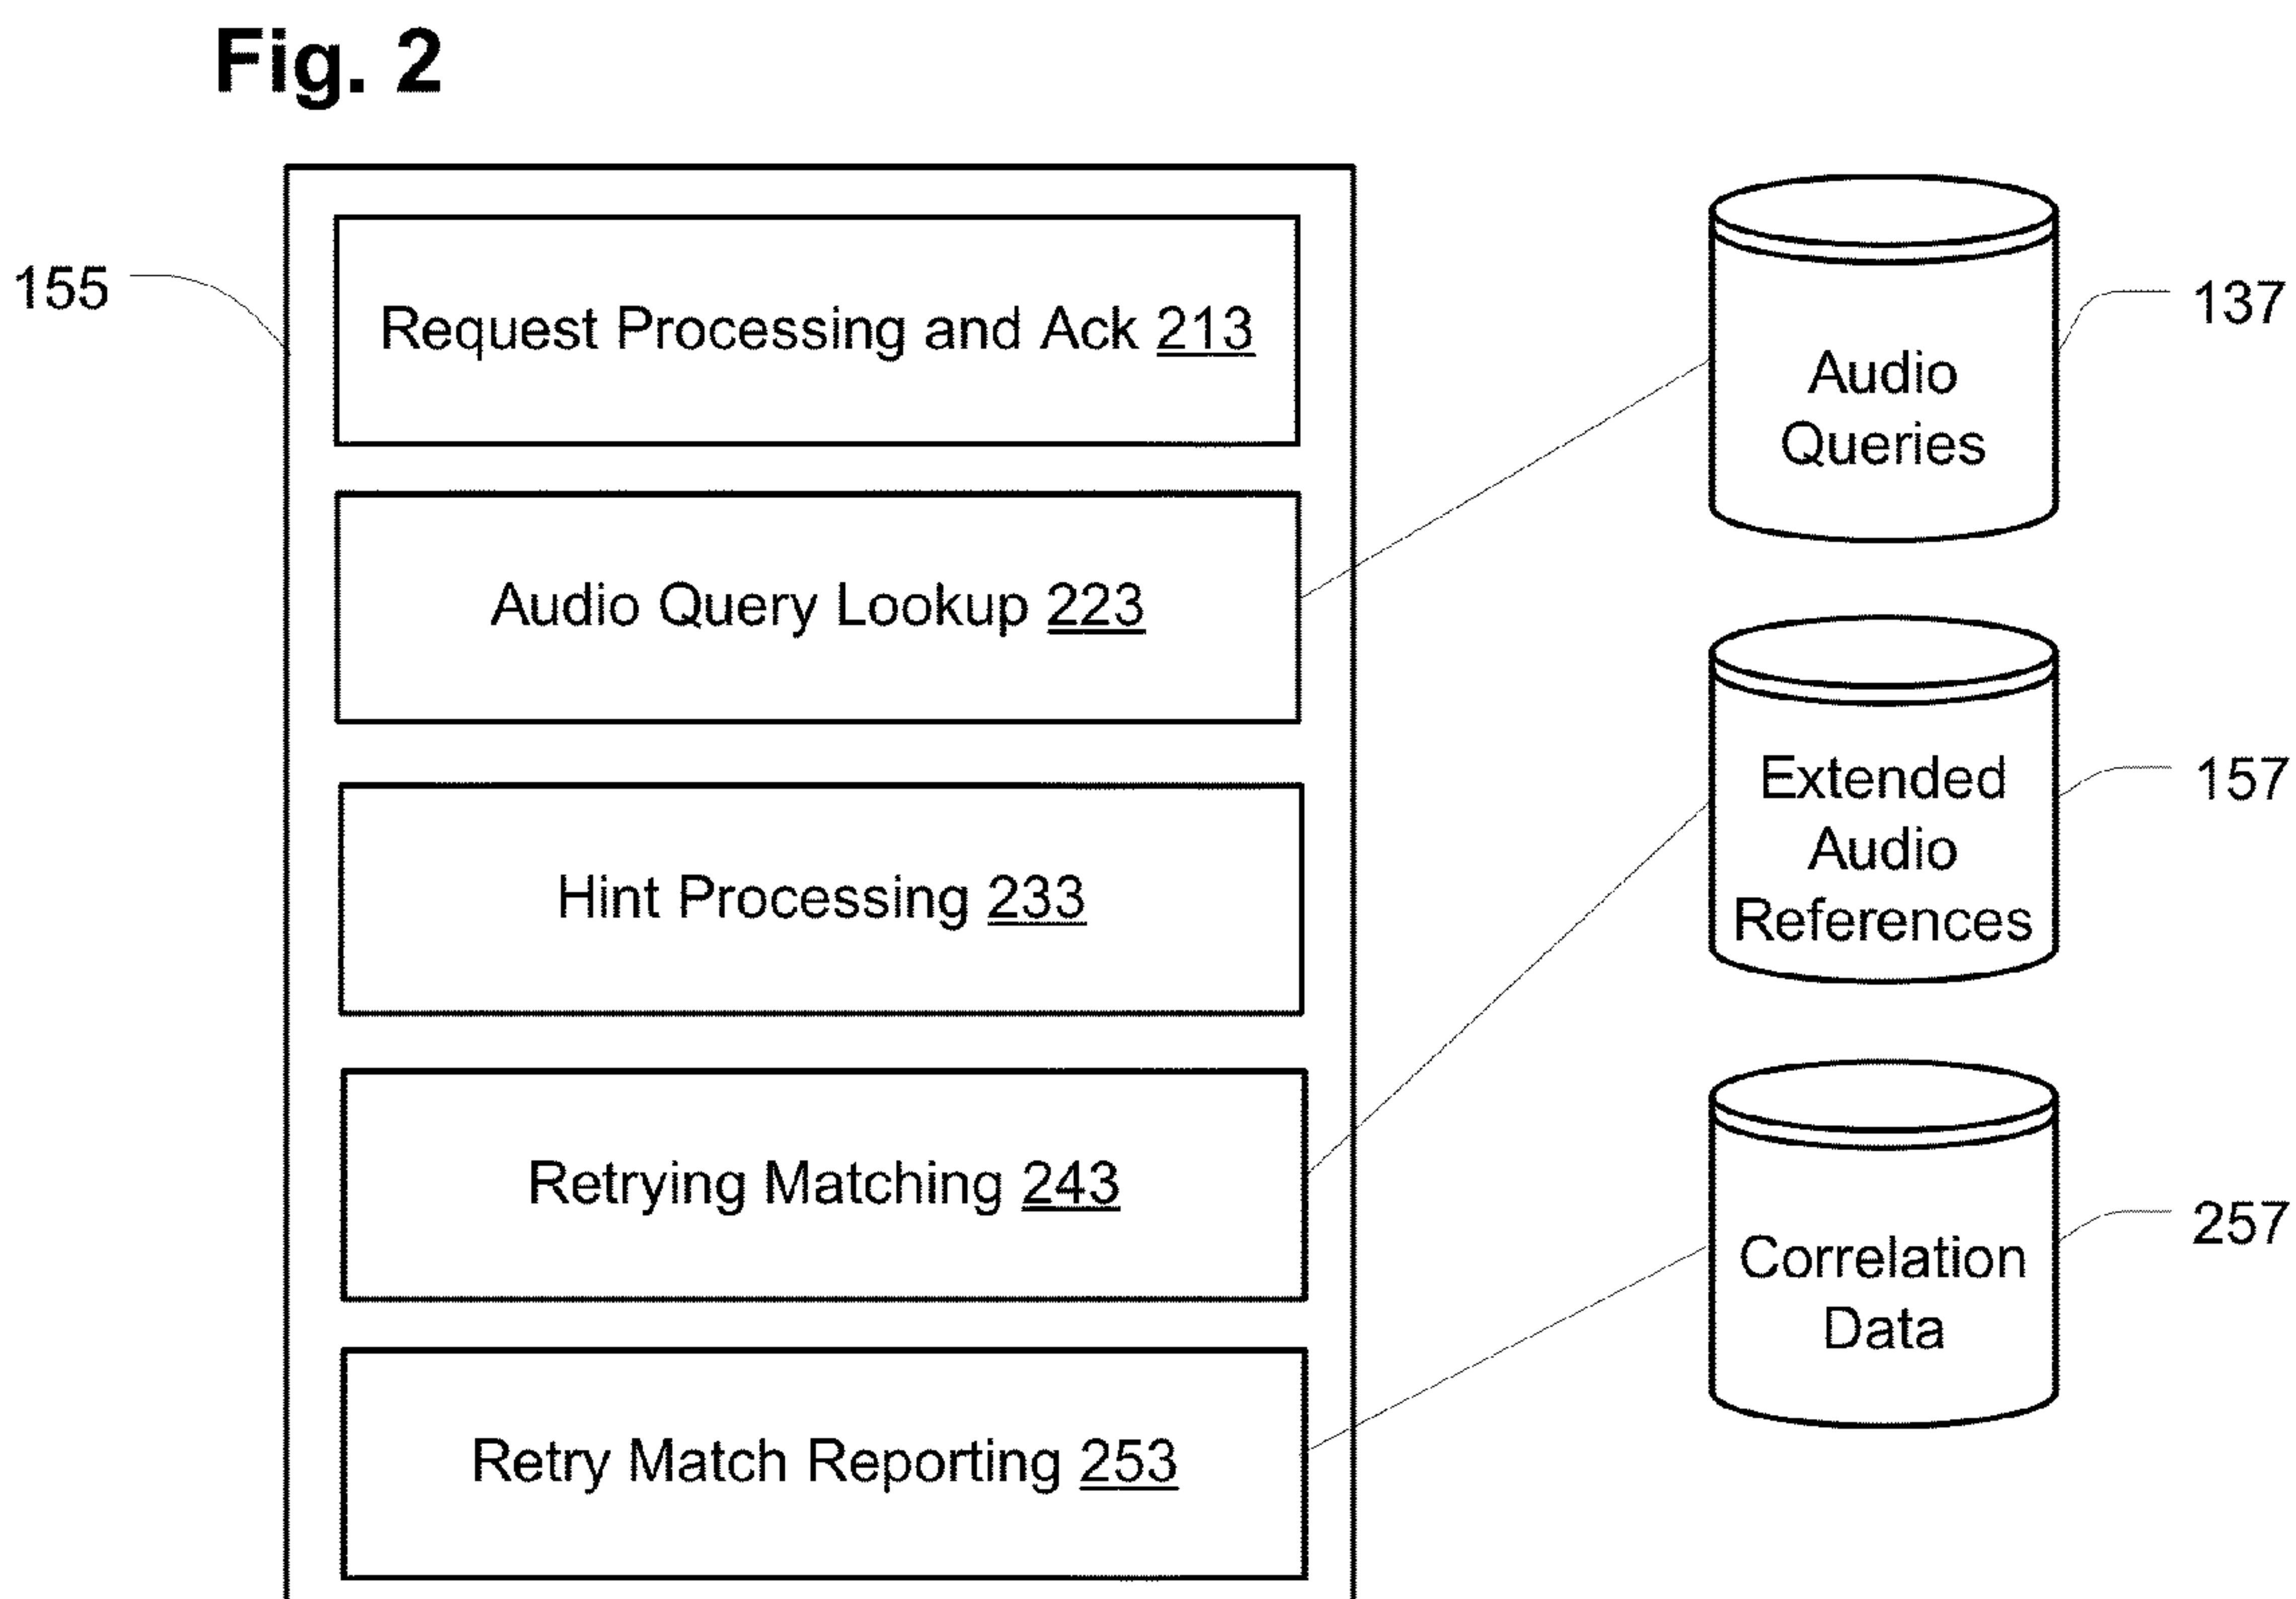 Fig. 2
155
Request Processing and Ack 213
Audio Query Lookup 223
Hint Processing 233
Retrying Matching 243
Retry Match Reporting 253
Audio
Queries
137
Extended
Audio
References
157
Correlation
Data
257